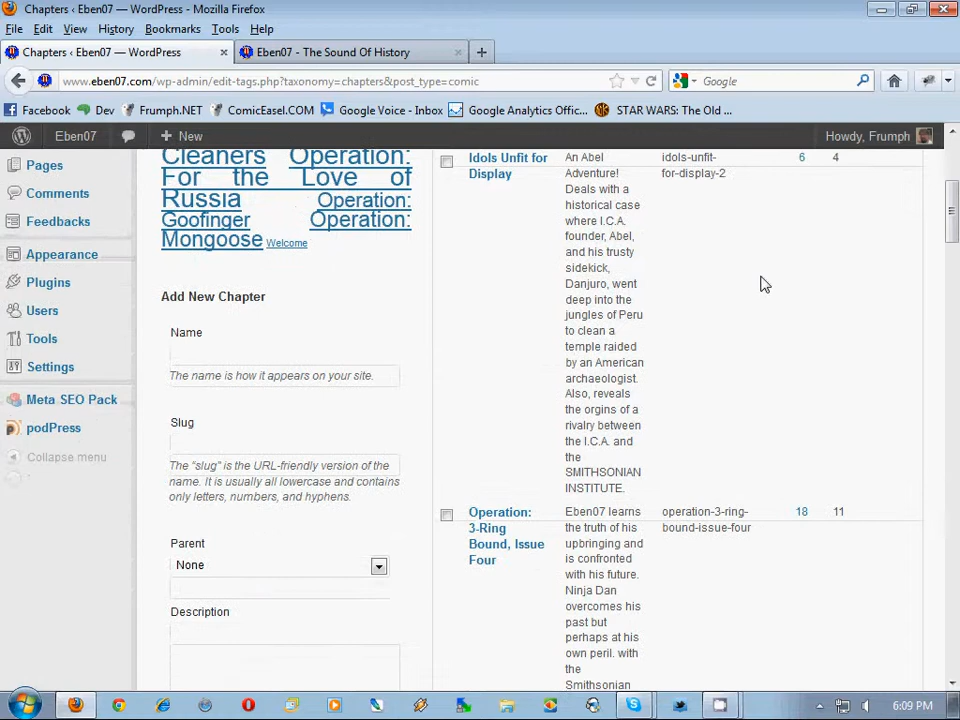 Chapters ‹ Eben07 — WordPress - Mozilla Firefox
File Edit View History Bookmarks Tools Help
Chapters ‹ Eben07 — WordPress × Eben07 - The Sound Of History × +
www.eben07.com/wp-admin/edit-tags.php?taxonomy=chapters&post_type=comic
Google
Facebook Dev Frumph.NET ComicEasel.COM Google Voice - Inbox Google Analytics Offic... STAR WARS: The Old ...
Eben07 + New Howdy, Frumph
Pages
Comments
Feedbacks
Appearance
Plugins
Users
Tools
Settings
Meta SEO Pack
podPress
Collapse menu
Cleaners Operation:
For the Love of
Russia Operation:
Goofinger Operation:
Mongoose Welcome
Add New Chapter
Name
The name is how it appears on your site.
Slug
The "slug" is the URL-friendly version of the
name. It is usually all lowercase and contains
only letters, numbers, and hyphens.
Parent
None
Description
Idols Unfit for
Display
An Abel
Adventure!
Deals with a
historical case
where I.C.A.
founder, Abel,
and his trusty
sidekick,
Danjuro, went
deep into the
jungles of Peru
to clean a
temple raided
by an American
archaeologist.
Also, reveals
the orgins of a
rivalry between
the I.C.A. and
the
SMITHSONIAN
INSTITUTE.
idols-unfit-
for-display-2
6
4
Operation:
3-Ring
Bound, Issue
Four
Eben07 learns
the truth of his
upbringing and
is confronted
with his future.
Ninja Dan
overcomes his
past but
perhaps at his
own peril. with
the
Smithsonian
operation-3-ring-
bound-issue-four
18
11
6:09 PM